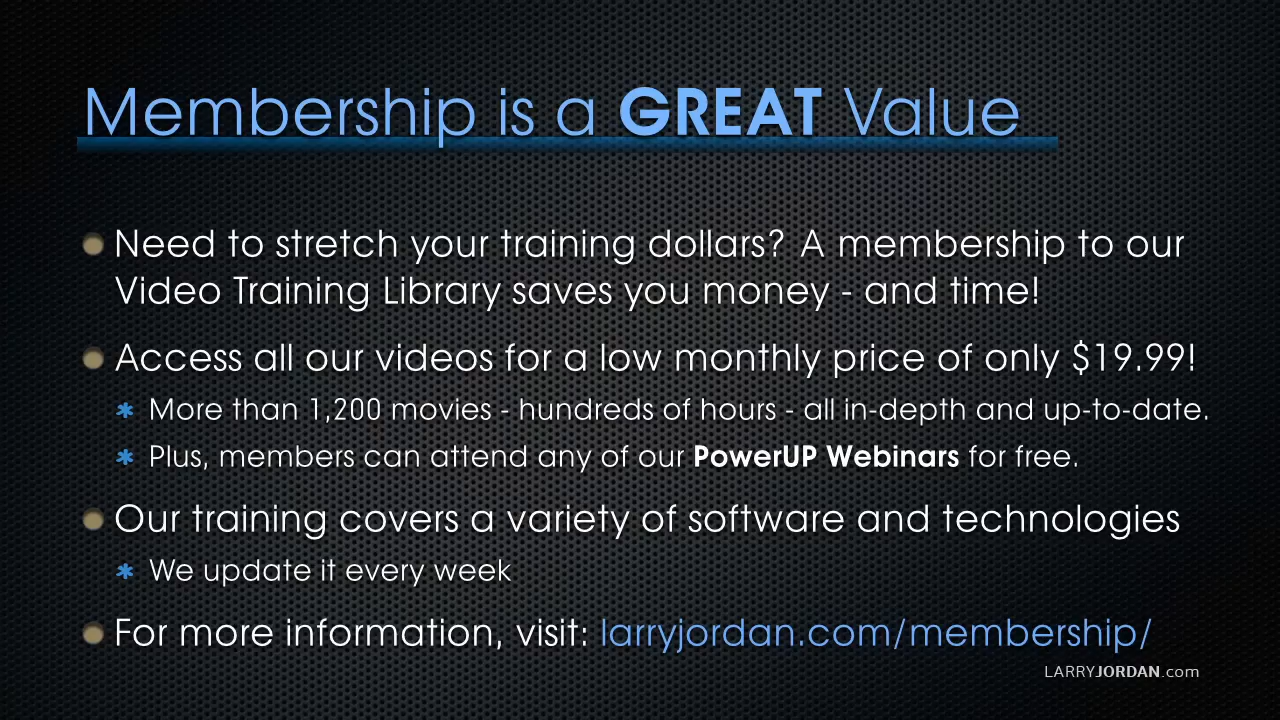 Membership is a GREAT Value
Need to stretch your training dollars? A membership to our
Video Training Library saves you money - and time!
Access all our videos for a low monthly price of only $19.99!
More than 1,200 movies - hundreds of hours - all in-depth and up-to-date.
Plus, members can attend any of our PowerUP Webinars for free.
Our training covers a variety of software and technologies
We update it every week
For more information, visit: larryjordan.com/membership/
LARRYJORDAN.com